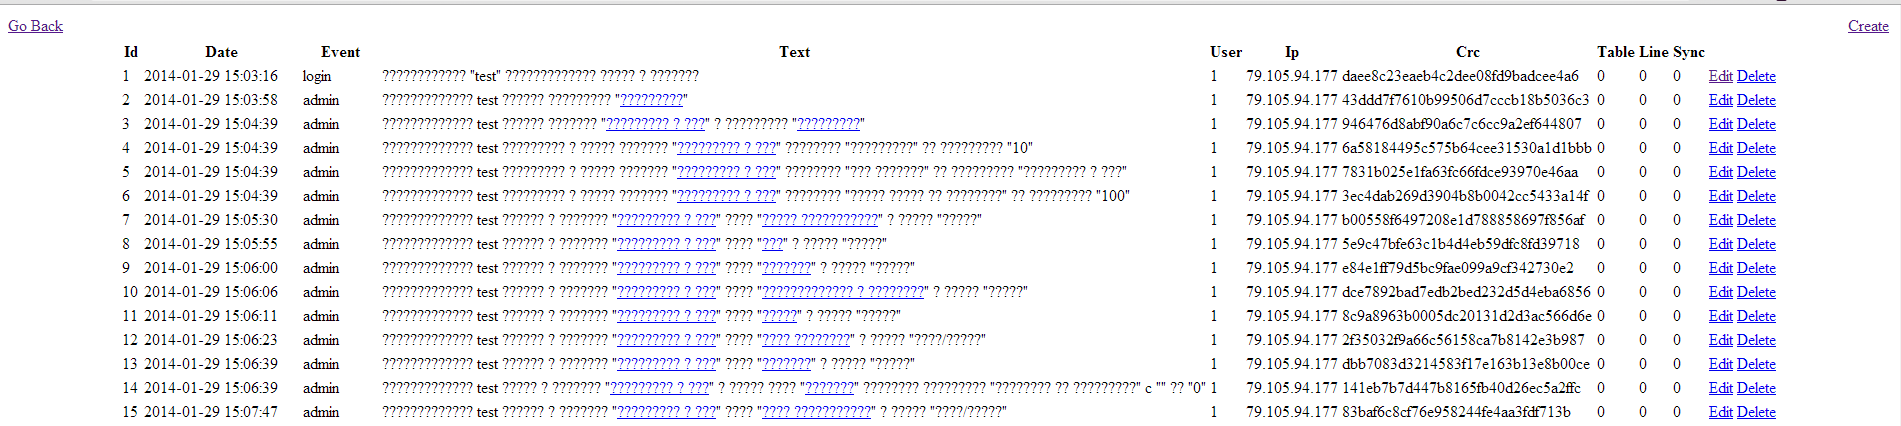 Go Back Create
Id Date Event Text User Ip Crc Table Line Sync
1 2014-01-29 15:03:16 login ???????????? "test" ????????????? ????? ? ??????? 1 79.105.94.177 daee8c23eaeb4c2dee08fd9badcee4a6 0 0 0 Edit Delete
2 2014-01-29 15:03:58 admin ????????????? test ?????? ????????? "?????????" 1 79.105.94.177 43ddd7f7610b99506d7cccb18b5036c3 0 0 0 Edit Delete
3 2014-01-29 15:04:39 admin ????????????? test ?????? ??????? "????????? ? ???" ? ????????? "?????????" 1 79.105.94.177 946476d8abf90a6c7c6cc9a2ef644807 0 0 0 Edit Delete
4 2014-01-29 15:04:39 admin ????????????? test ????????? ? ????? ??????? "????????? ? ???" ???????? "?????????" ?? ????????? "10" 1 79.105.94.177 6a58184495c575b64cee31530a1d1bbb 0 0 0 Edit Delete
5 2014-01-29 15:04:39 admin ????????????? test ????????? ? ????? ??????? "????????? ? ???" ???????? "??? ???????" ?? ????????? "????????? ? ???" 1 79.105.94.177 7831b025e1fa63fc66fdce93970e46aa 0 0 0 Edit Delete
6 2014-01-29 15:04:39 admin ????????????? test ????????? ? ????? ??????? "????????? ? ???" ???????? "????? ????? ?? ????????" ?? ????????? "100" 1 79.105.94.177 3ec4dab269d3904b8b0042cc5433a14f 0 0 0 Edit Delete
7 2014-01-29 15:05:30 admin ????????????? test ?????? ? ??????? "????????? ? ???" ???? "????? ???????????" ? ????? "?????" 1 79.105.94.177 b00558f6497208e1d788858697f856af 0 0 0 Edit Delete
8 2014-01-29 15:05:55 admin ????????????? test ?????? ? ??????? "????????? ? ???" ???? "???" ? ????? "?????" 1 79.105.94.177 5e9c47bfe63c1b4d4eb59dfc8fd39718 0 0 0 Edit Delete
9 2014-01-29 15:06:00 admin ????????????? test ?????? ? ??????? "????????? ? ???" ???? "???????" ? ????? "?????" 1 79.105.94.177 e84e1ff79d5bc9fae099a9cf342730e2 0 0 0 Edit Delete
10 2014-01-29 15:06:06 admin ????????????? test ?????? ? ??????? "????????? ? ???" ???? "????????????? ? ????????" ? ????? "?????" 1 79.105.94.177 dce7892bad7edb2bed232d5d4eba6856 0 0 0 Edit Delete
11 2014-01-29 15:06:11 admin ????????????? test ?????? ? ??????? "????????? ? ???" ???? "?????" ? ????? "?????" 1 79.105.94.177 8c9a8963b0005dc20131d2d3ac566d6e 0 0 0 Edit Delete
12 2014-01-29 15:06:23 admin ????????????? test ?????? ? ??????? "????????? ? ???" ???? "???? ????????" ? ????? "????/?????" 1 79.105.94.177 2f35032f9a66c56158ca7b8142e3b987 0 0 0 Edit Delete
13 2014-01-29 15:06:39 admin ????????????? test ?????? ? ??????? "????????? ? ???" ???? "???????" ? ????? "?????" 1 79.105.94.177 dbb7083d3214583f17e163b13e8b00ce 0 0 0 Edit Delete
14 2014-01-29 15:06:39 admin ????????????? test ????? ? ??????? "????????? ? ???" ? ????? ???? "???????" ???????? ????????? "???????? ?? ?????????" c "" ?? "0" 1 79.105.94.177 141eb7b7d447b8165fb40d26ec5a2ffc 0 0 0 Edit Delete
15 2014-01-29 15:07:47 admin ????????????? test ?????? ? ??????? "????????? ? ???" ???? "???? ???????????" ? ????? "????/?????" 1 79.105.94.177 83baf6c8cf76e958244fe4aa3fdf713b 0 0 0 Edit Delete